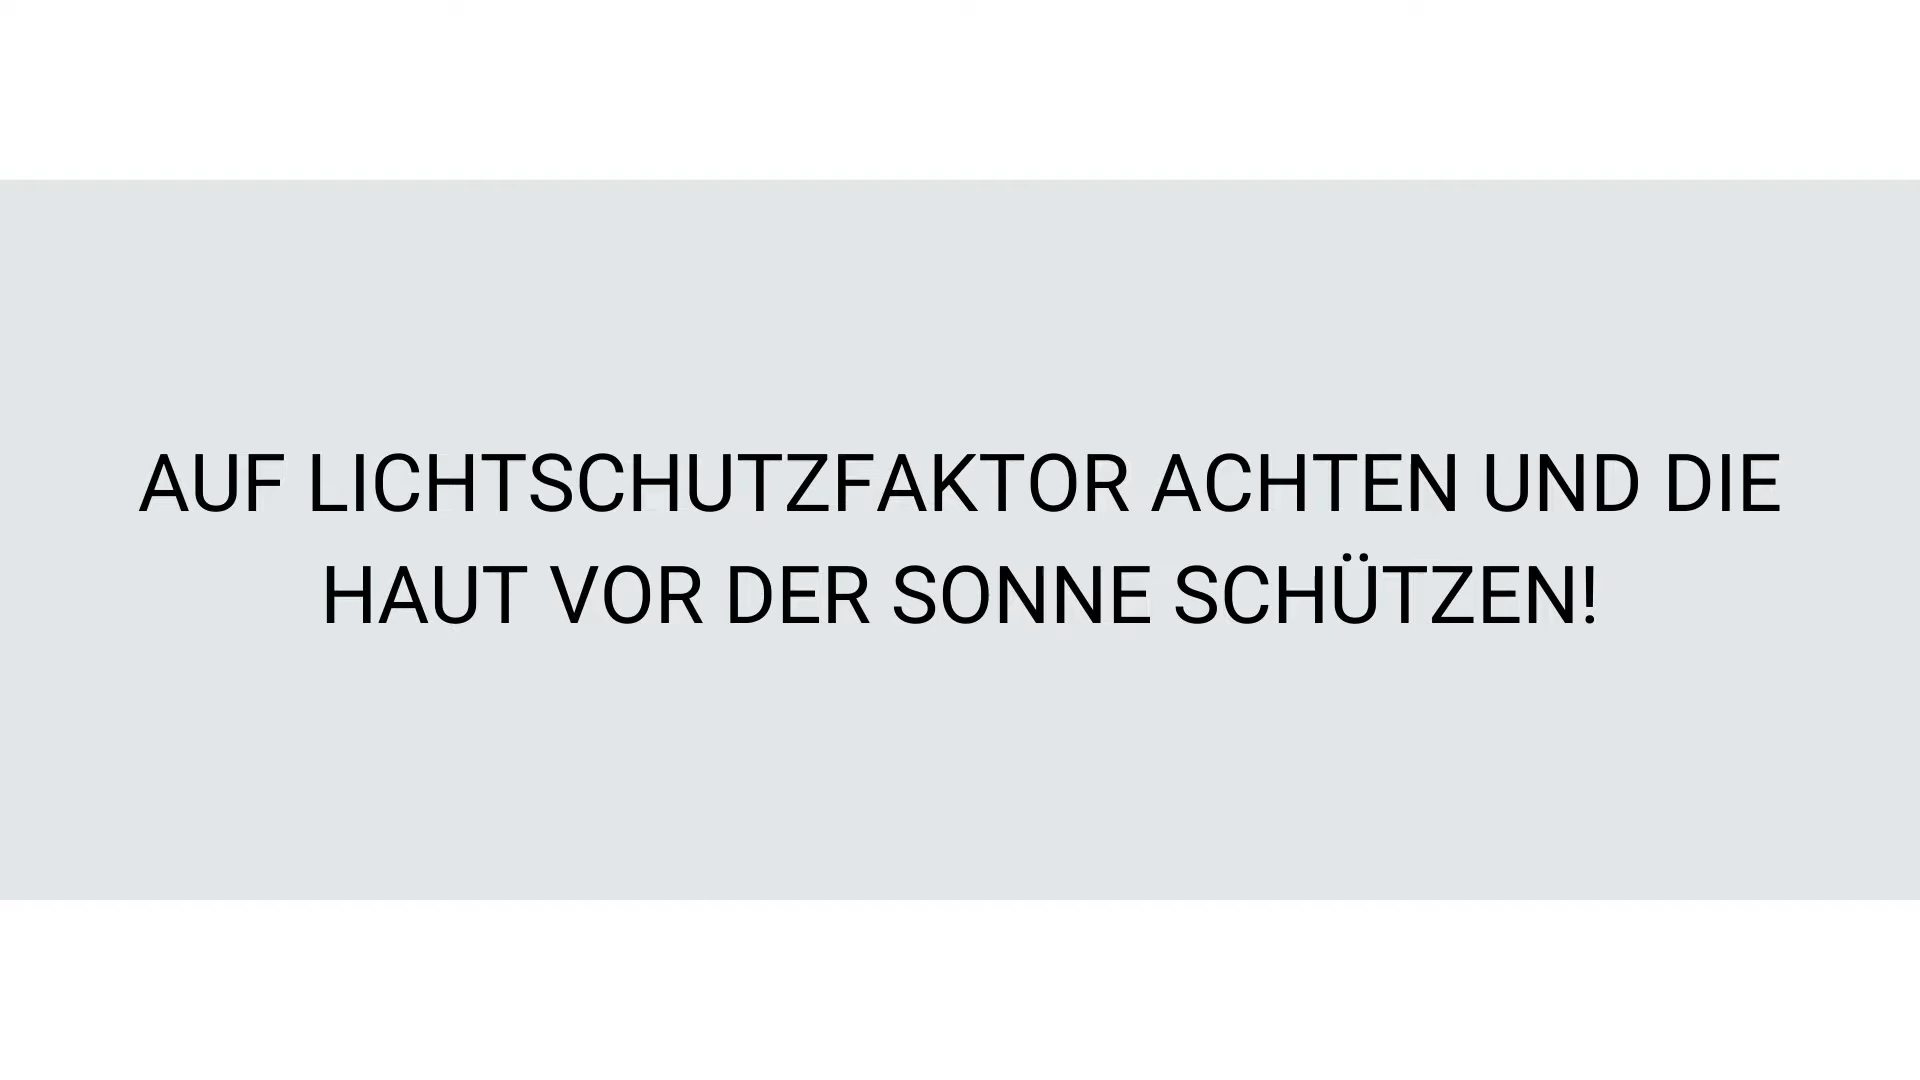 AUF LICHTSCHUTZFAKTOR ACHTEN UND DIE
HAUT VOR DER SONNE SCHÜTZEN!